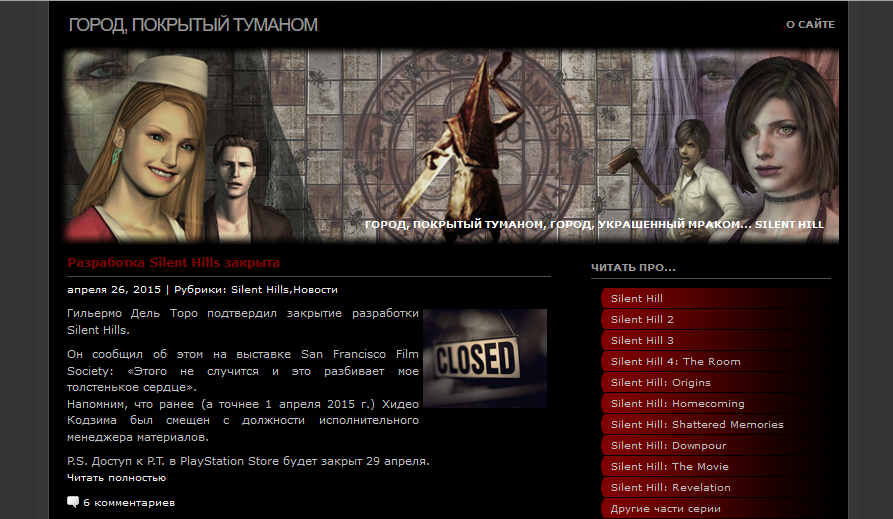 ГОРОД, ПОКРЫТЫЙ ТУМАНОМ
О САЙТЕ
ГОРОД, ПОКРЫТЫЙ ТУМАНОМ, ГОРОД, УКРАШЕННЫЙ МРАКОМ... SILENT HILL
Разработка Silent Hills закрыта
апреля 26, 2015 | Рубрики: Silent Hills,Новости
Гильермо Дель Торо подтвердил закрытие разработки
Silent Hills.
CLOSED
Он сообщил об этом на выставке San Francisco Film
Society: «Этого не случится и это разбивает мое
толстенькое сердце».
Напомним, что ранее (а точнее 1 апреля 2015 г.) Хидео
Кодзима был смещен с должности исполнительного
менеджера материалов.
P.S. Доступ к P.T. в PlayStation Store будет закрыт 29 апреля.
Читать полностью
6 комментариев
ЧИТАТЬ ПРО...
Silent Hill
Silent Hill 2
Silent Hill 3
Silent Hill 4: The Room
Silent Hill: Origins
Silent Hill: Homecoming
Silent Hill: Shattered Memories
Silent Hill: Downpour
Silent Hill: The Movie
Silent Hill: Revelation
Другие части серии